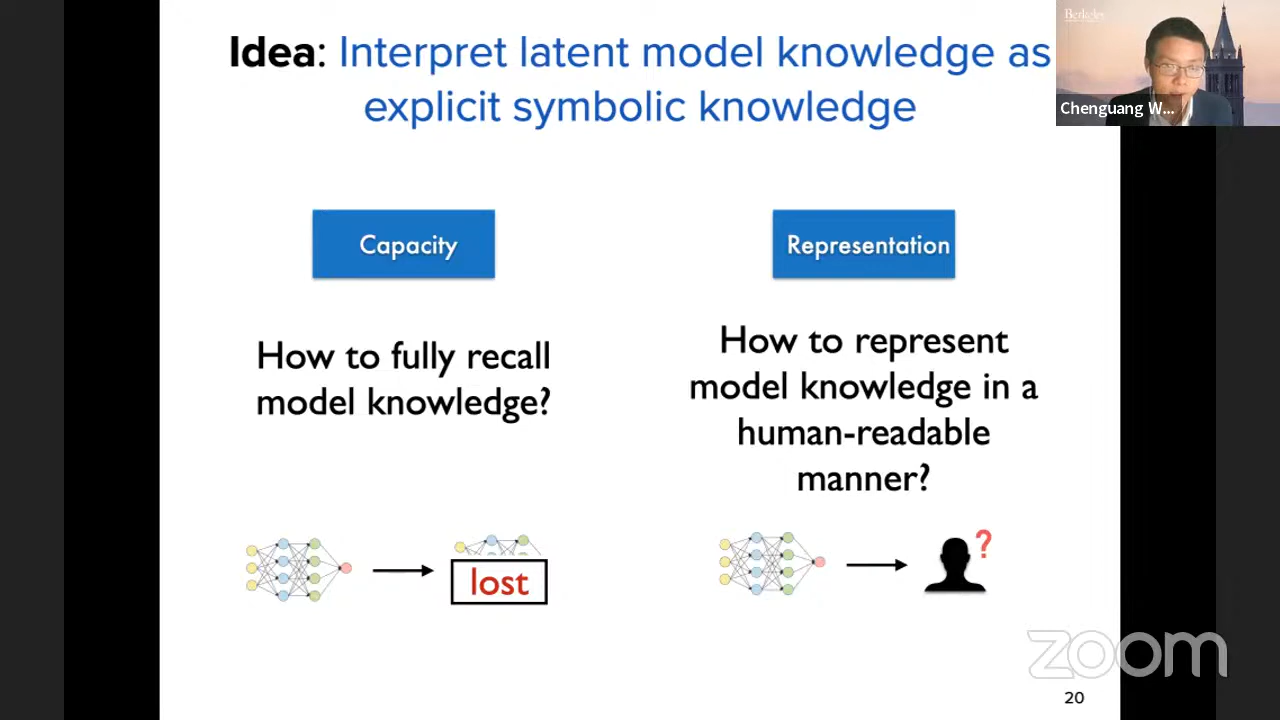 Idea: Interpret latent model knowledge as
explicit symbolic knowledge
Berkeley
Chenguang W...
Capacity
Representation
How to fully recall
model knowledge?
How to represent
model knowledge in a
human-readable
manner?
lost
?
zoom
20